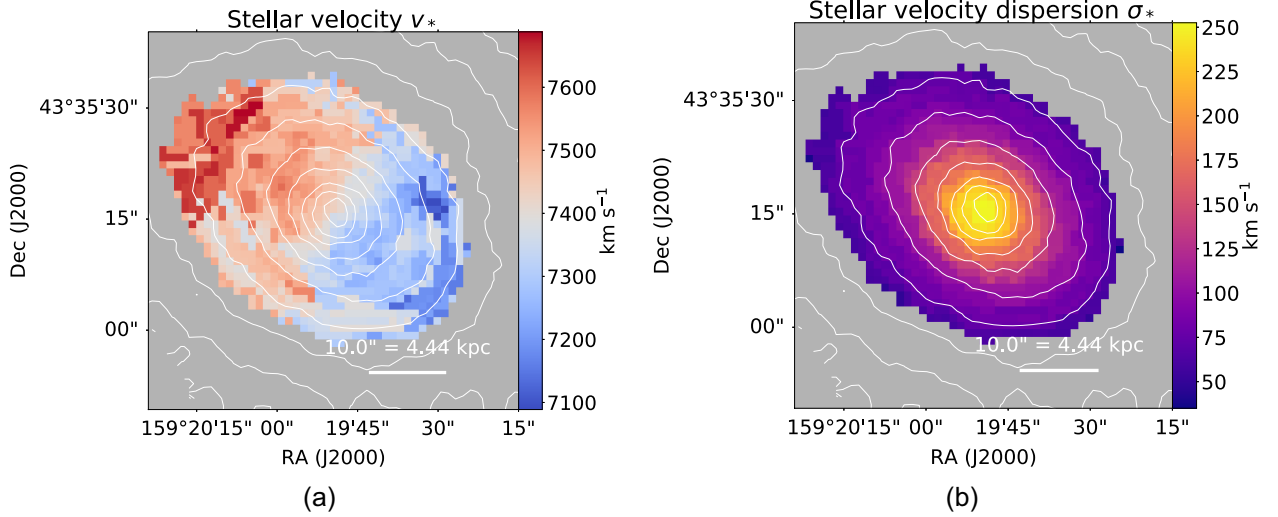 Stellar velocity v*
Dec (J2000)
43°35'30"
15"
00"
10.0" = 4.44 kpc
159°20'15" 00" 19'45" 30" 15"
RA (J2000)
7600
7500
7400
7300
7200
7100
km s⁻¹
(a)
Stellar velocity dispersion σ*
Dec (J2000)
43°35'30"
15"
00"
10.0" = 4.44 kpc
159°20'15" 00" 19'45" 30" 15"
RA (J2000)
250
225
200
175
150
125
100
75
50
km s⁻¹
(b)